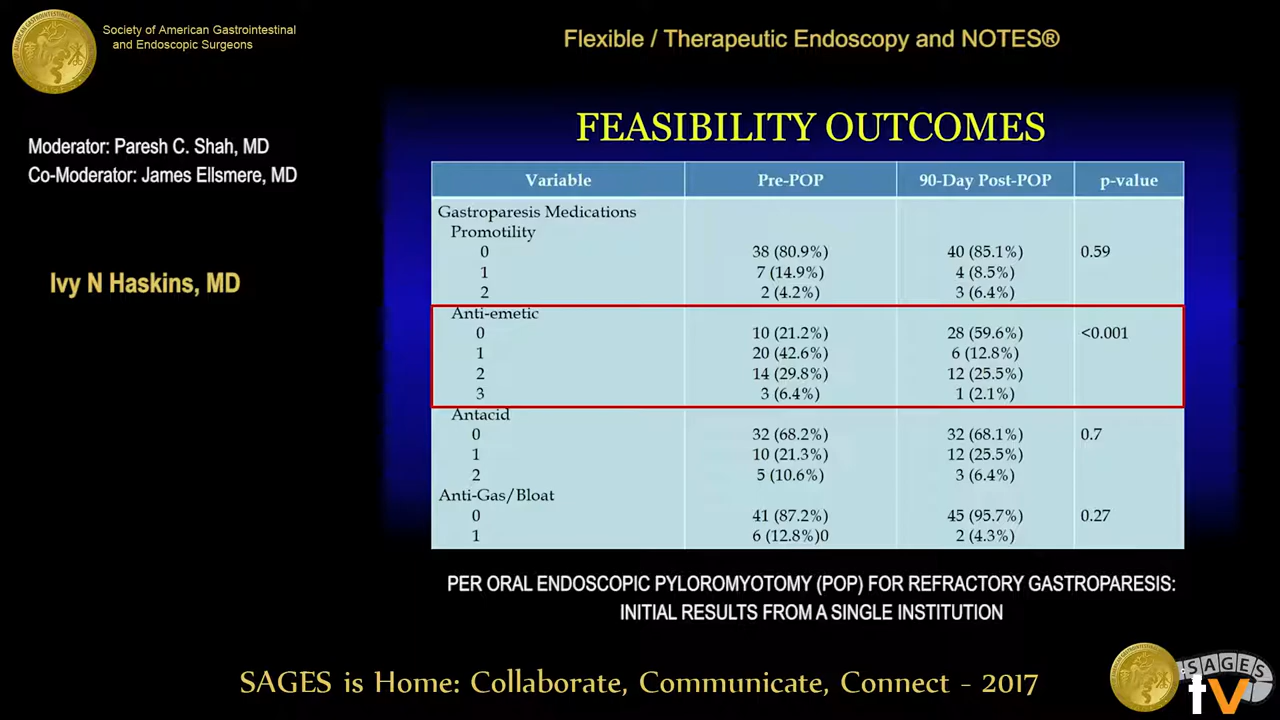 Society of American Gastrointestinal
and Endoscopic Surgeons
Flexible / Therapeutic Endoscopy and NOTES®
Moderator: Paresh C. Shah, MD
Co-Moderator: James Ellsmere, MD
Ivy N Haskins, MD
FEASIBILITY OUTCOMES
Variable Pre-POP 90-Day Post-POP p-value
Gastroparesis Medications
Promotility
0 38 (80.9%) 40 (85.1%) 0.59
1 7 (14.9%) 4 (8.5%)
2 2 (4.2%) 3 (6.4%)
Anti-emetic
0 10 (21.2%) 28 (59.6%) <0.001
1 20 (42.6%) 6 (12.8%)
2 14 (29.8%) 12 (25.5%)
3 3 (6.4%) 1 (2.1%)
Antacid
0 32 (68.2%) 32 (68.1%) 0.7
1 10 (21.3%) 12 (25.5%)
2 5 (10.6%) 3 (6.4%)
Anti-Gas/Bloat
0 41 (87.2%) 45 (95.7%) 0.27
1 6 (12.8%)0 2 (4.3%)
PER ORAL ENDOSCOPIC PYLOROMYOTOMY (POP) FOR REFRACTORY GASTROPARESIS:
INITIAL RESULTS FROM A SINGLE INSTITUTION
SAGES is Home: Collaborate, Communicate, Connect - 2017
SAGES
tv